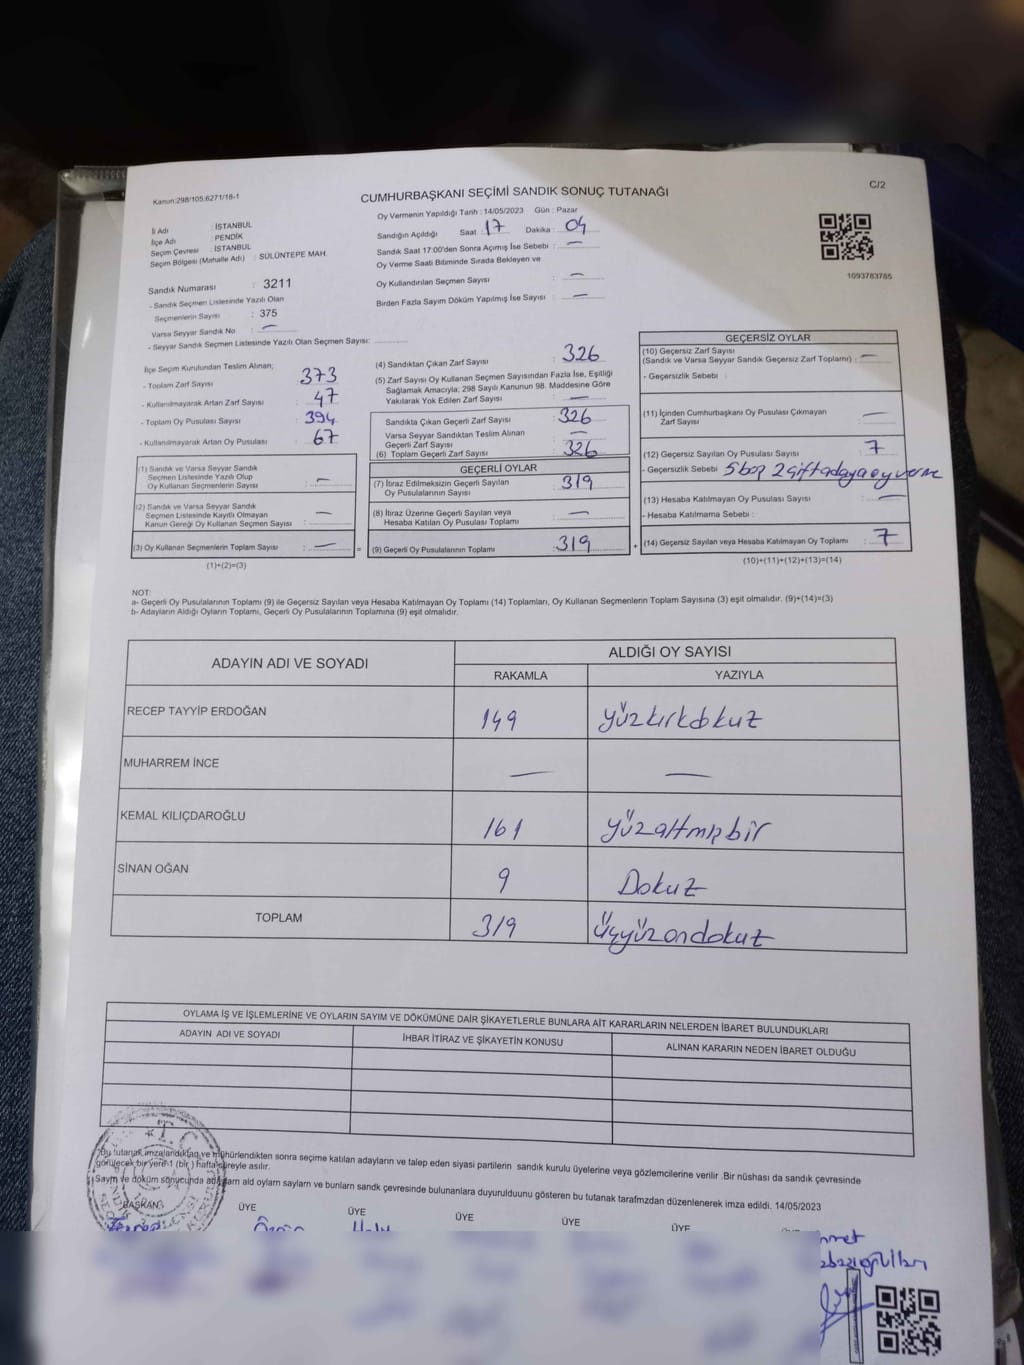 Kanun:298/105.6271/18-1
CUMHURBAŞKANI SEÇİMİ SANDIK SONUÇ TUTANAĞI
C/2
İl Adı : İSTANBUL
İlçe Adı : PENDİK
Seçim Çevresi : İSTANBUL
Seçim Bölgesi (Mahalle Adı) : SÜLÜNTEPE MAH.
Sandık Numarası : 3211
- Sandık Seçmen Listesinde Yazılı Olan
Seçmenlerin Sayısı : 375
Varsa Seyyar Sandık No : —
- Seyyar Sandık Seçmen Listesinde Yazılı Olan Seçmen Sayısı:
Oy Vermenin Yapıldığı Tarih : 14/05/2023 Gün : Pazar
Sandığın Açıldığı Saat : 17 Dakika : 04
Sandık Saat 17:00'den Sonra Açılmış İse Sebebi : —
Oy Verme Saati Bitiminde Sırada Bekleyen ve
Oy Kullandırılan Seçmen Sayısı : —
Birden Fazla Sayım Döküm Yapılmış İse Sayısı : —
1093783785
İlçe Seçim Kurulundan Teslim Alınan;
- Toplam Zarf Sayısı : 373
- Kullanılmayarak Artan Zarf Sayısı : 47
- Toplam Oy Pusulası Sayısı : 394
- Kullanılmayarak Artan Oy Pusulası : 67
(1) Sandık ve Varsa Seyyar Sandık
Seçmen Listesinde Yazılı Olup
Oy Kullanan Seçmenlerin Sayısı : —
(2) Sandık ve Varsa Seyyar Sandık
Seçmen Listesinde Kayıtlı Olmayan
Kanun Gereği Oy Kullanan Seçmen Sayısı : —
(3) Oy Kullanan Seçmenlerin Toplam Sayısı : — =
(1)+(2)=(3)
(4) Sandıktan Çıkan Zarf Sayısı : 326
(5) Zarf Sayısı Oy Kullanan Seçmen Sayısından Fazla İse, Eşitliği
Sağlamak Amacıyla; 298 Sayılı Kanunun 98. Maddesine Göre
Yakılarak Yok Edilen Zarf Sayısı : —
Sandıkta Çıkan Geçerli Zarf Sayısı : 326
Varsa Seyyar Sandıktan Teslim Alınan
Geçerli Zarf Sayısı : —
(6) Toplam Geçerli Zarf Sayısı : 326
GEÇERLİ OYLAR
(7) İtiraz Edilmeksizin Geçerli Sayılan
Oy Pusulalarının Sayısı : 319
(8) İtiraz Üzerine Geçerli Sayılan veya
Hesaba Katılan Oy Pusulası Toplamı : —
(9) Geçerli Oy Pusulalarının Toplamı : 319 +
GEÇERSİZ OYLAR
(10) Geçersiz Zarf Sayısı
(Sandık ve Varsa Seyyar Sandık Geçersiz Zarf Toplamı) : —
- Geçersizlik Sebebi :
(11) İçinden Cumhurbaşkanı Oy Pusulası Çıkmayan
Zarf Sayısı : —
(12) Geçersiz Sayılan Oy Pusulası Sayısı : 7
- Geçersizlik Sebebi : 5 boş 2 çift adaya oy verme
(13) Hesaba Katılmayan Oy Pusulası Sayısı : —
- Hesaba Katılmama Sebebi :
(14) Geçersiz Sayılan veya Hesaba Katılmayan Oy Toplamı : 7
(10)+(11)+(12)+(13)=(14)
NOT:
a- Geçerli Oy Pusulalarının Toplamı (9) ile Geçersiz Sayılan veya Hesaba Katılmayan Oy Toplamı (14) Toplamları, Oy Kullanan Seçmenlerin Toplam Sayısına (3) eşit olmalıdır. (9)+(14)=(3)
b- Adayların Aldığı Oyların Toplamı, Geçerli Oy Pusulalarının Toplamına (9) eşit olmalıdır.
ADAYIN ADI VE SOYADI
ALDIĞI OY SAYISI
RAKAMLA YAZIYLA
RECEP TAYYİP ERDOĞAN 149 yüzkırkdokuz
MUHARREM İNCE — —
KEMAL KILIÇDAROĞLU 161 yüzaltmışbir
SİNAN OĞAN 9 Dokuz
TOPLAM 319 üçyüzondokuz
OYLAMA İŞ VE İŞLEMLERİNE VE OYLARIN SAYIM VE DÖKÜMÜNE DAİR ŞİKAYETLERLE BUNLARA AİT KARARLARIN NELERDEN İBARET BULUNDUKLARI
ADAYIN ADI VE SOYADI İHBAR İTİRAZ VE ŞİKAYETİN KONUSU ALINAN KARARIN NEDEN İBARET OLDUĞU
T.C.
Bu tutanak imzalandıktan ve mühürlendikten sonra seçime katılan adayların ve talep eden siyasi partilerin sandık kurulu üyelerine veya gözlemcilerine verilir .Bir nüshası da sandık çevresinde
görülecek bir yere 1 (bir ) hafta süreyle asılır.
Sayım ve döküm sonucunda adayların ald oyların saylarn ve bunların sandk çevresinde bulunanlara duyurulduunu gösteren bu tutanak tarafmzdan düzenlenerek imza edildi. 14/05/2023
BAŞKAN ÜYE ÜYE ÜYE ÜYE ÜYE